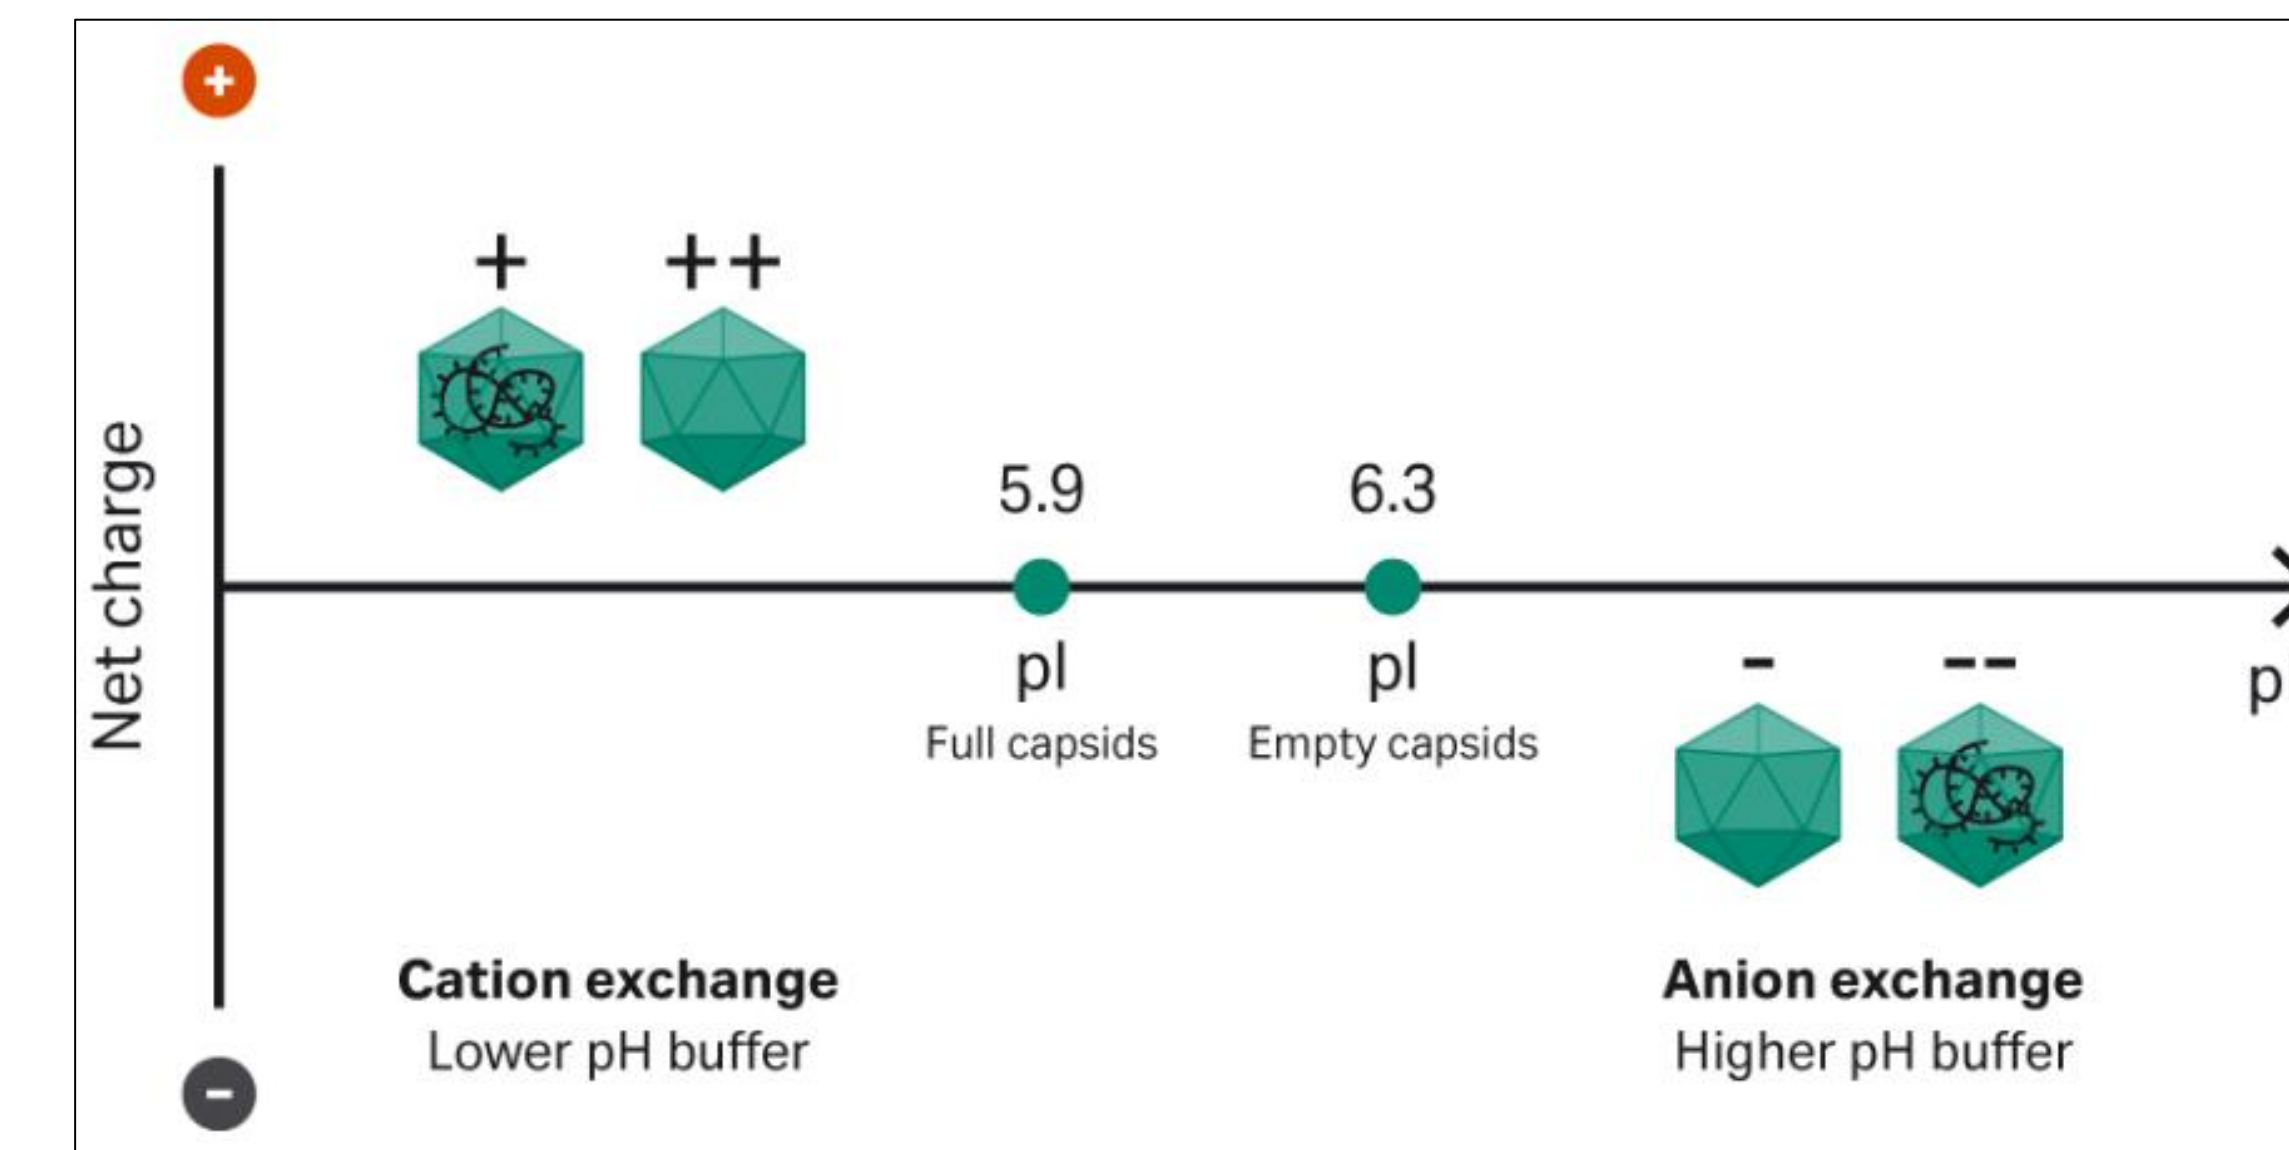 +
+
++
5.9
6.3
Net charge
pI
pI
p
Full capsids
Empty capsids
-
--
Cation exchange
Anion exchange
Lower pH buffer
Higher pH buffer
-